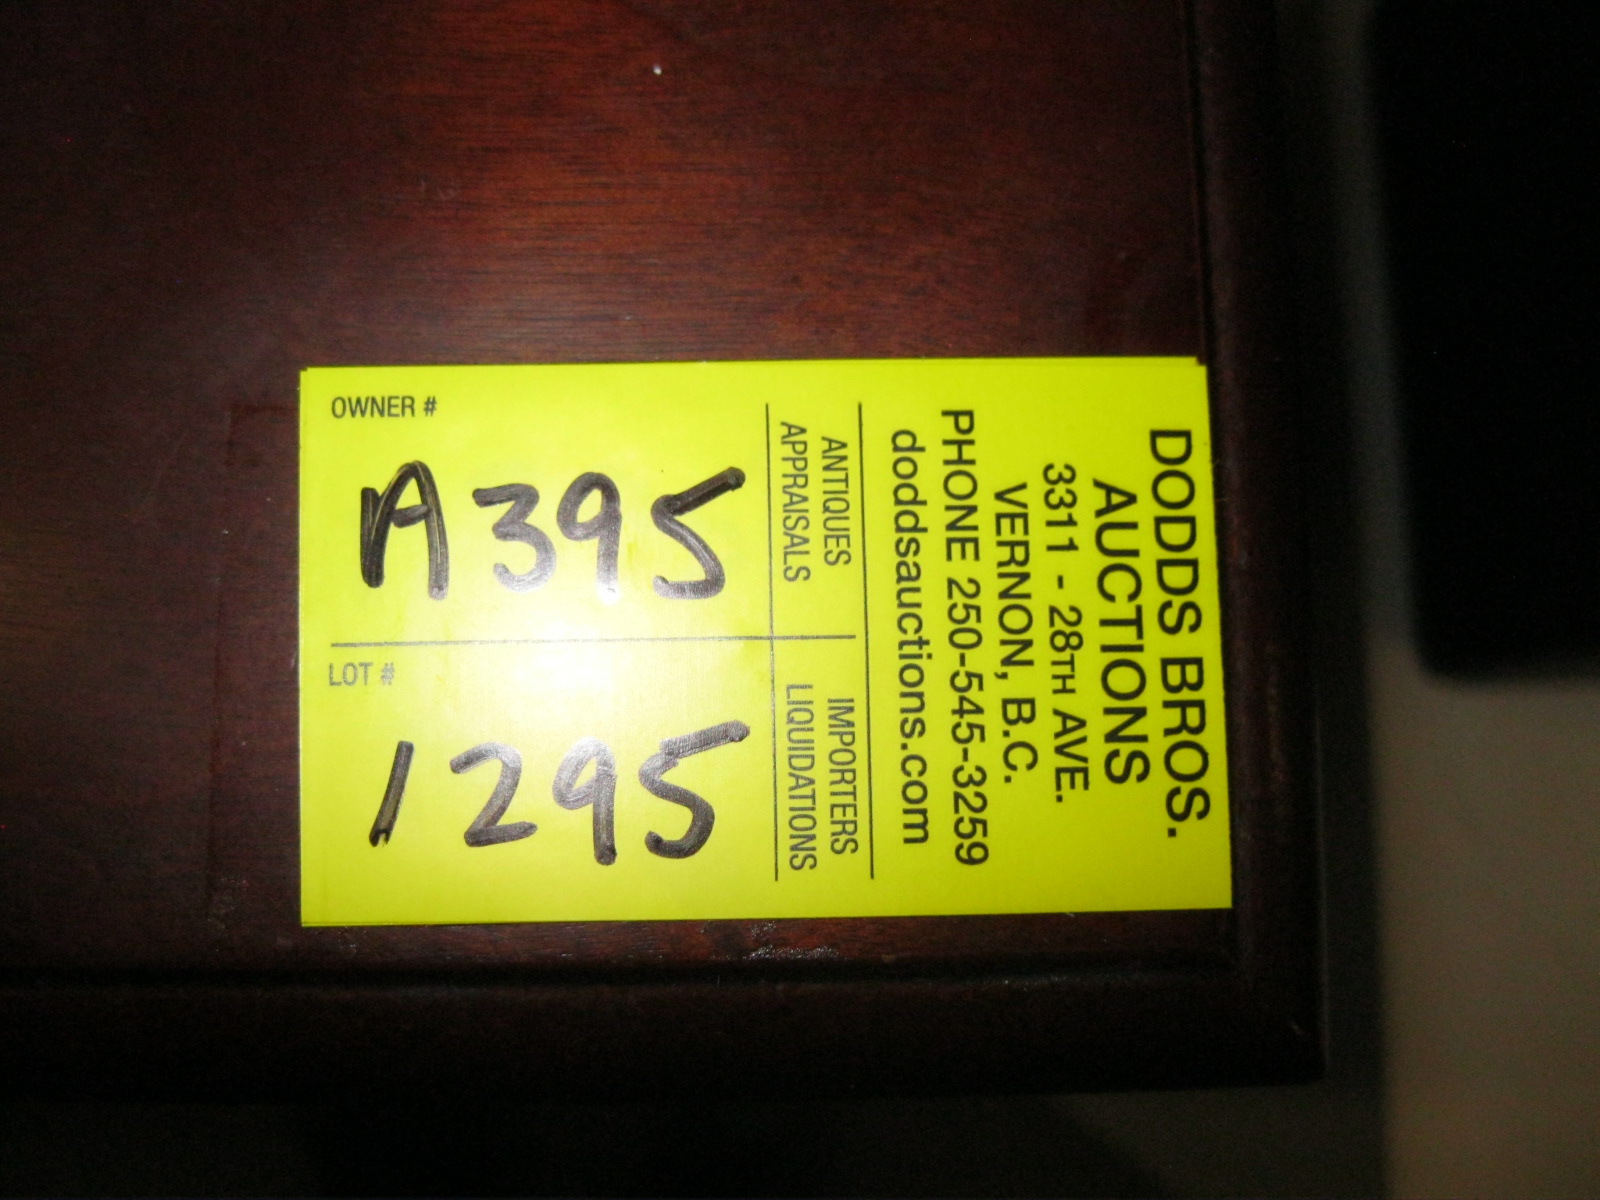 DODDS BROS.
AUCTIONS
3311 - 28TH AVE.
VERNON, B.C.
PHONE 250-545-3259
doddsauctions.com
ANTIQUES
APPRAISALS
IMPORTERS
LIQUIDATIONS
OWNER #
A395
LOT #
1295